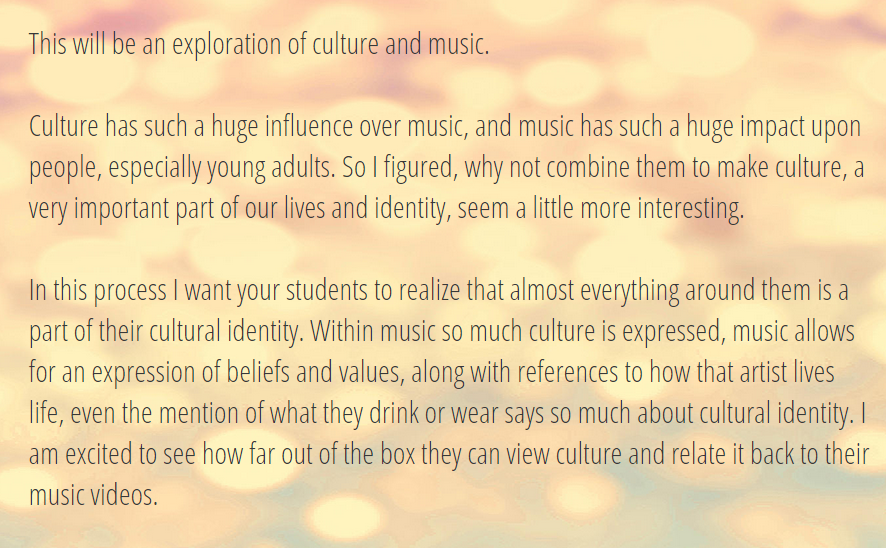 This will be an exploration of culture and music.
Culture has such a huge influence over music, and music has such a huge impact upon
people, especially young adults. So I figured, why not combine them to make culture, a
very important part of our lives and identity, seem a little more interesting.
In this process I want your students to realize that almost everything around them is a
part of their cultural identity. Within music so much culture is expressed, music allows
for an expression of beliefs and values, along with references to how that artist lives
life, even the mention of what they drink or wear says so much about cultural identity. I
am excited to see how far out of the box they can view culture and relate it back to their
music videos.